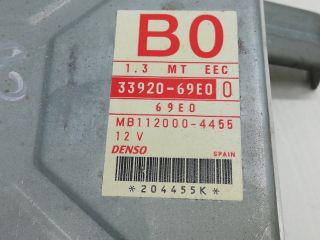 B0
1.3 MT EEC
33920-69E0 0
69E0
MB112000-4455
12V
DENSO SPAIN
*204455K*